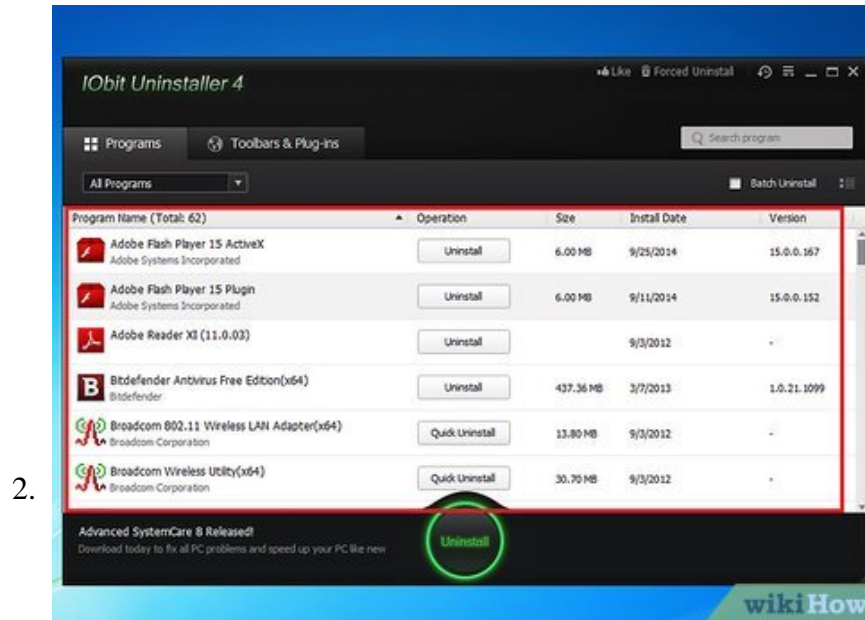 IObit Uninstaller 4
Like Forced Uninstall
Programs Toolbars & Plug-ins
Search program
All Programs Batch Uninstall
Program Name (Total: 62) Operation Size Install Date Version
Adobe Flash Player 15 ActiveX
Adobe Systems Incorporated
Uninstall 6.00 MB 9/25/2014 15.0.0.167
Adobe Flash Player 15 Plugin
Adobe Systems Incorporated
Uninstall 6.00 MB 9/11/2014 15.0.0.152
Adobe Reader XI (11.0.03)
Uninstall 9/3/2012 -
Bitdefender Antivirus Free Edition(x64)
Bitdefender
Uninstall 437.36 MB 3/7/2013 1.0.21.1099
Broadcom 802.11 Wireless LAN Adapter(x64)
Broadcom Corporation
Quick Uninstall 13.80 MB 9/3/2012 -
Broadcom Wireless Utility(x64)
Broadcom Corporation
Quick Uninstall 30.70 MB 9/3/2012 -
2.
Advanced SystemCare 8 Released!
Download today to fix all PC problems and speed up your PC like new
Uninstall
wikiHow